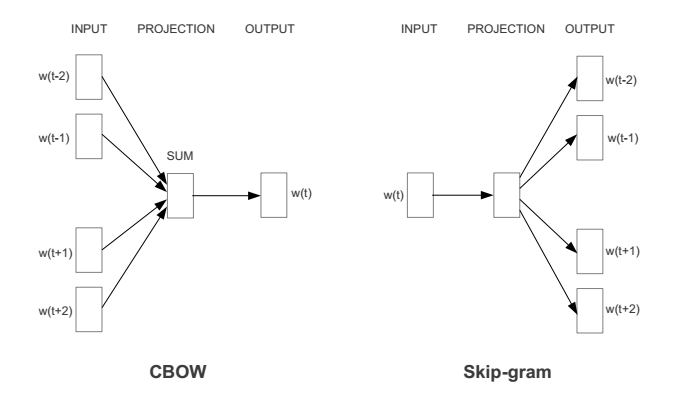 INPUT PROJECTION OUTPUT
w(t-2)
w(t-1)
SUM
w(t)
w(t+1)
w(t+2)
CBOW
INPUT PROJECTION OUTPUT
w(t-2)
w(t-1)
w(t)
w(t+1)
w(t+2)
Skip-gram